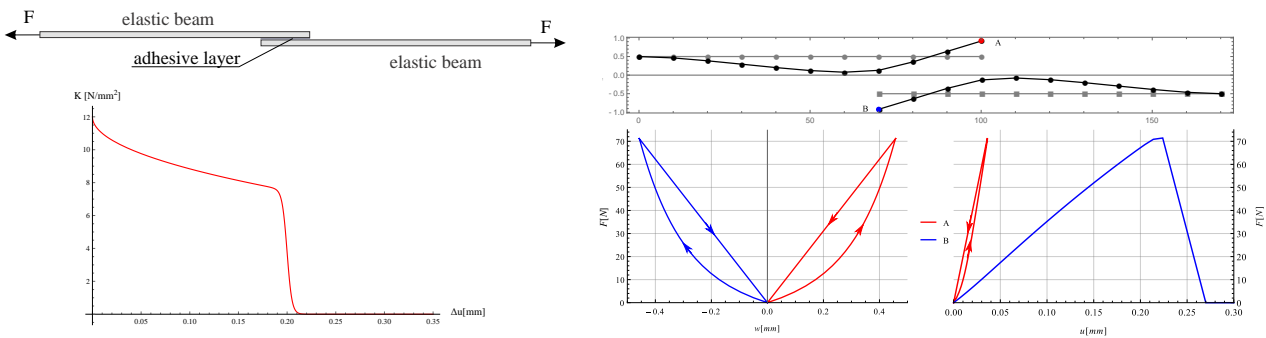 F
elastic beam
F
adhesive layer
elastic beam
K [N/mm²]
12
10
8
6
4
2
0.05 0.10 0.15 0.20 0.25 0.30 0.35
Δu[mm]
1.0
0.5
0.0
-0.5
-1.0
A
B
0 50 100 150
F[N]
70
60
50
40
30
20
10
0
-0.4 -0.2 0.0 0.2 0.4
w[mm]
A
B
70
60
50
40
30
20
10
0
F[N]
0.00 0.05 0.10 0.15 0.20 0.25 0.30
u[mm]